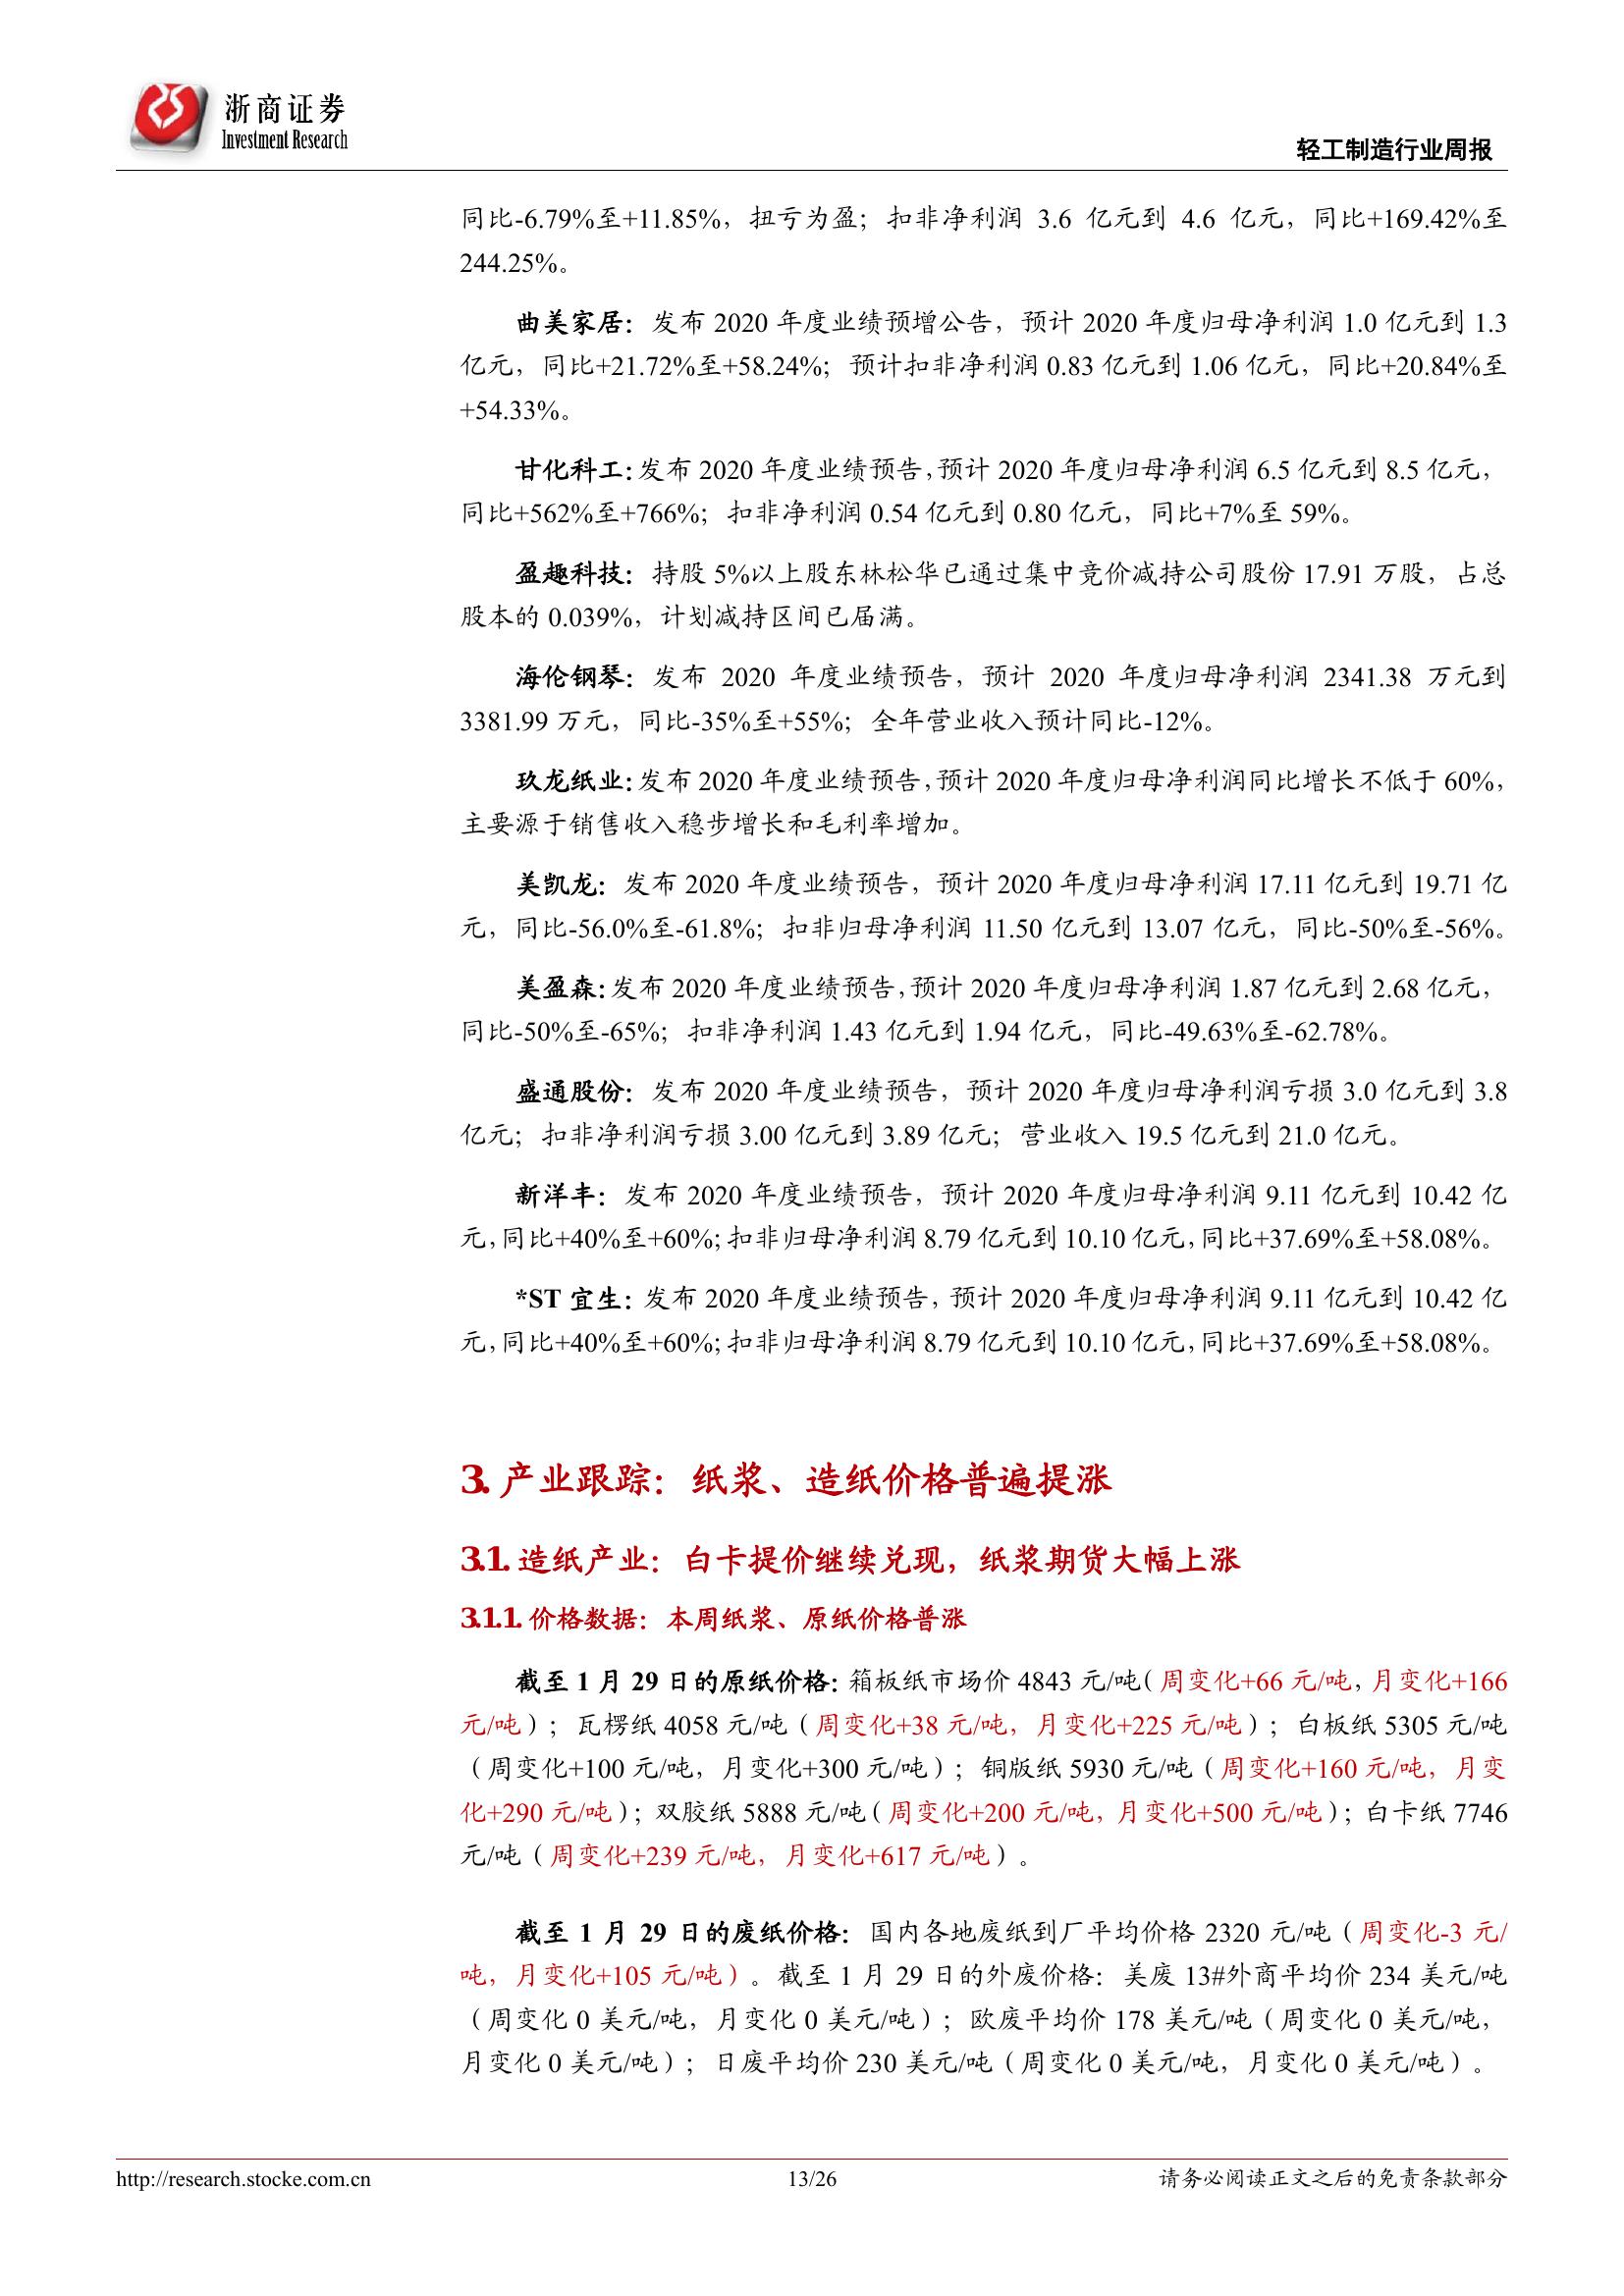 浙商证券
Investment Research
轻工制造行业周报
同比-6.79%至+11.85%，扭亏为盈；扣非净利润 3.6 亿元到 4.6 亿元，同比+169.42%至
244.25%。
曲美家居：发布 2020 年度业绩预增公告，预计 2020 年度归母净利润 1.0 亿元到 1.3
亿元，同比+21.72%至+58.24%；预计扣非净利润 0.83 亿元到 1.06 亿元，同比+20.84%至
+54.33%。
甘化科工：发布 2020 年度业绩预告，预计 2020 年度归母净利润 6.5 亿元到 8.5 亿元，
同比+562%至+766%；扣非净利润 0.54 亿元到 0.80 亿元，同比+7%至 59%。
盈趣科技：持股 5%以上股东林松华已通过集中竞价减持公司股份 17.91 万股，占总
股本的 0.039%，计划减持区间已届满。
海伦钢琴：发布 2020 年度业绩预告，预计 2020 年度归母净利润 2341.38 万元到
3381.99 万元，同比-35%至+55%；全年营业收入预计同比-12%。
玖龙纸业：发布 2020 年度业绩预告，预计 2020 年度归母净利润同比增长不低于 60%，
主要源于销售收入稳步增长和毛利率增加。
美凯龙：发布 2020 年度业绩预告，预计 2020 年度归母净利润 17.11 亿元到 19.71 亿
元，同比-56.0%至-61.8%；扣非归母净利润 11.50 亿元到 13.07 亿元，同比-50%至-56%。
美盈森：发布 2020 年度业绩预告，预计 2020 年度归母净利润 1.87 亿元到 2.68 亿元，
同比-50%至-65%；扣非净利润 1.43 亿元到 1.94 亿元，同比-49.63%至-62.78%。
盛通股份：发布 2020 年度业绩预告，预计 2020 年度归母净利润亏损 3.0 亿元到 3.8
亿元；扣非净利润亏损 3.00 亿元到 3.89 亿元；营业收入 19.5 亿元到 21.0 亿元。
新洋丰：发布 2020 年度业绩预告，预计 2020 年度归母净利润 9.11 亿元到 10.42 亿
元，同比+40%至+60%；扣非归母净利润 8.79 亿元到 10.10 亿元，同比+37.69%至+58.08%。
*ST 宜生：发布 2020 年度业绩预告，预计 2020 年度归母净利润 9.11 亿元到 10.42 亿
元，同比+40%至+60%；扣非归母净利润 8.79 亿元到 10.10 亿元，同比+37.69%至+58.08%。
3. 产业跟踪：纸浆、造纸价格普遍提涨
3.1. 造纸产业：白卡提价继续兑现，纸浆期货大幅上涨
3.1.1. 价格数据：本周纸浆、原纸价格普涨
截至 1 月 29 日的原纸价格：箱板纸市场价 4843 元/吨（周变化+66 元/吨，月变化+166
元/吨）；瓦楞纸 4058 元/吨（周变化+38 元/吨，月变化+225 元/吨）；白板纸 5305 元/吨
（周变化+100 元/吨，月变化+300 元/吨）；铜版纸 5930 元/吨（周变化+160 元/吨，月变
化+290 元/吨）；双胶纸 5888 元/吨（周变化+200 元/吨，月变化+500 元/吨）；白卡纸 7746
元/吨（周变化+239 元/吨，月变化+617 元/吨）。
截至 1 月 29 日的废纸价格：国内各地废纸到厂平均价格 2320 元/吨（周变化-3 元/
吨，月变化+105 元/吨）。截至 1 月 29 日的外废价格：美废 13#外商平均价 234 美元/吨
（周变化 0 美元/吨，月变化 0 美元/吨）；欧废平均价 178 美元/吨（周变化 0 美元/吨，
月变化 0 美元/吨）；日废平均价 230 美元/吨（周变化 0 美元/吨，月变化 0 美元/吨）。
http://research.stocke.com.cn
13/26
请务必阅读正文之后的免责条款部分